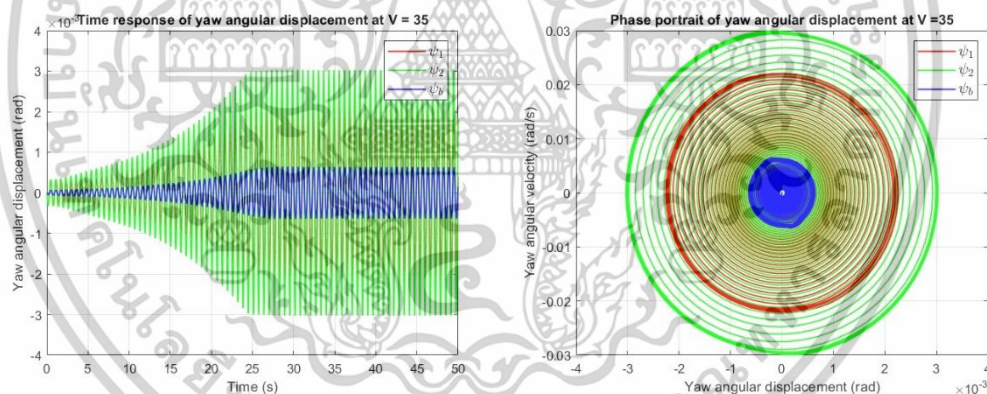 ×10⁻³ Time response of yaw angular displacement at V = 35
4
3
2
1
0
-1
-2
-3
-4
Yaw angular displacement (rad)
0 5 10 15 20 25 30 35 40 45 50
Time (s)
ψ₁
ψ₂
ψ_b
Phase portrait of yaw angular displacement at V =35
0.03
0.02
0.01
0
-0.01
-0.02
-0.03
Yaw angular velocity (rad/s)
-4 -3 -2 -1 0 1 2 3 4
×10⁻³
Yaw angular displacement (rad)
ψ₁
ψ₂
ψ_b